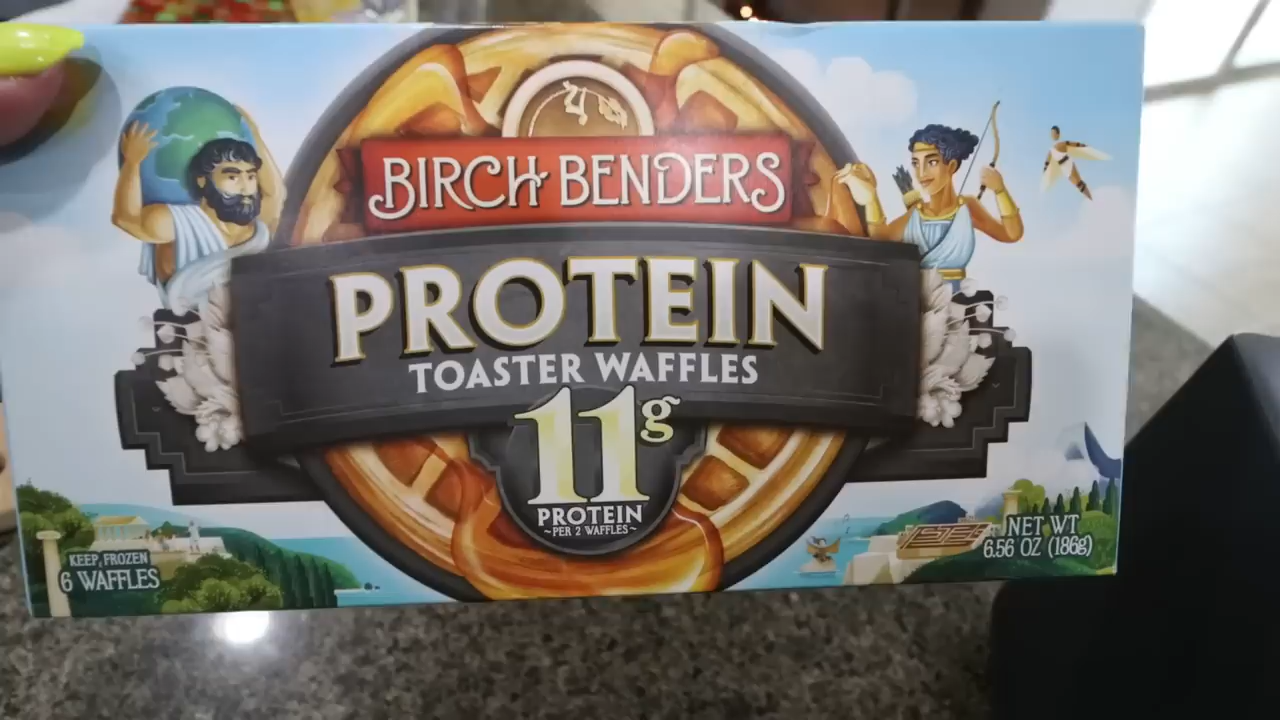 BIRCH BENDERS
PROTEIN
TOASTER WAFFLES
11g
PROTEIN
~PER 2 WAFFLES~
KEEP FROZEN
6 WAFFLES
NET WT
6.56 OZ (186g)